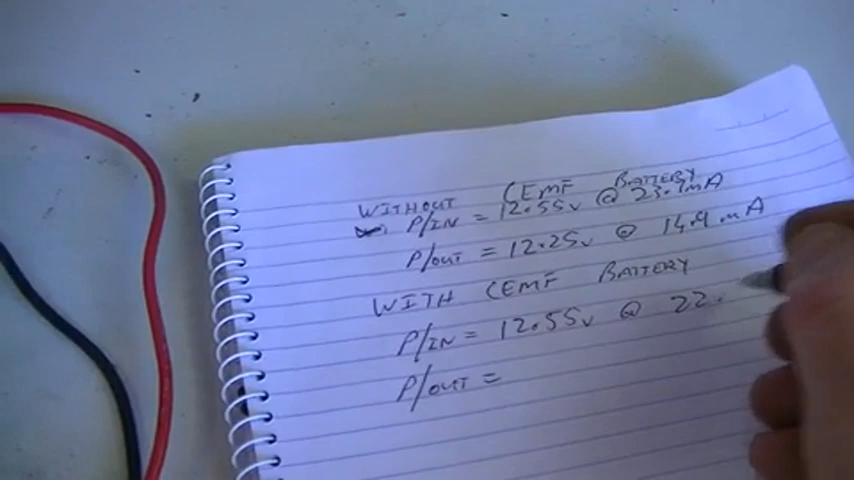 WITHOUT CEMF BATTERY
P/IN = 12.55v @ 23.7mA
P/OUT = 12.25v @ 14.9mA
WITH CEMF BATTERY
P/IN = 12.55v @ 22.
P/OUT =